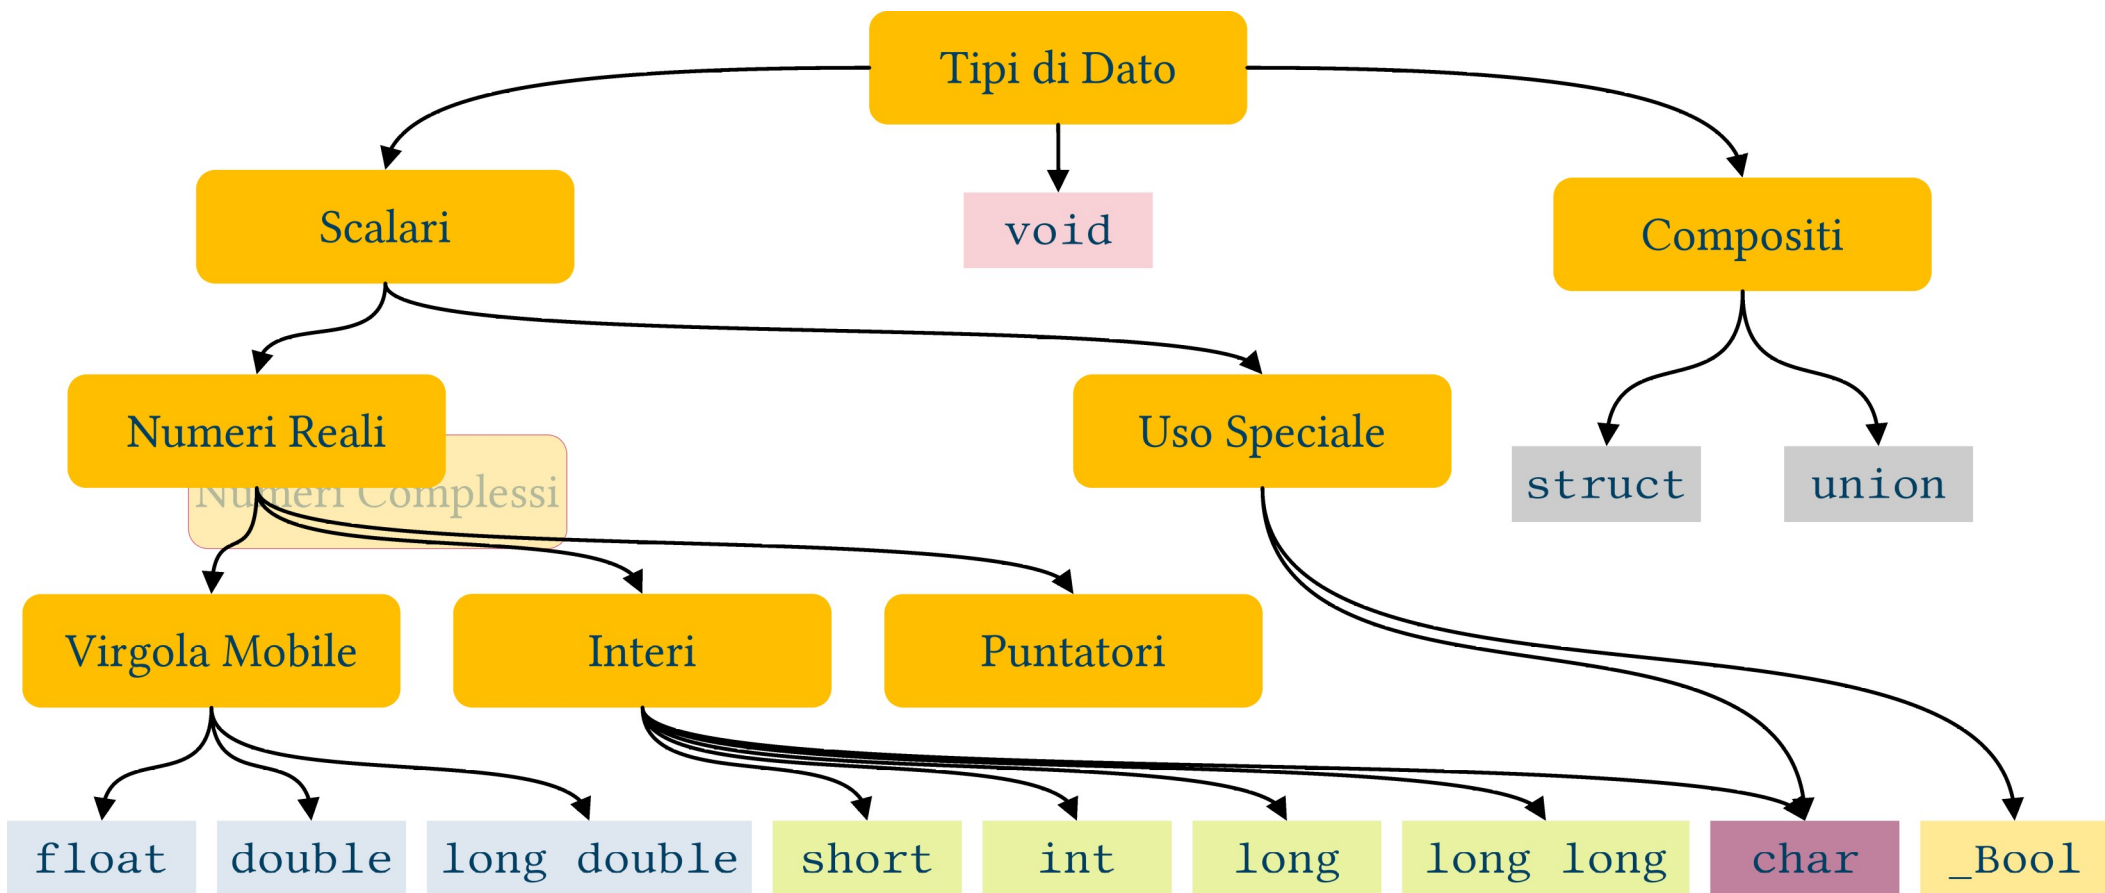 Tipi di Dato
Scalari
void
Compositi
Numeri Reali
Uso Speciale
Numeri Complessi
struct
union
Virgola Mobile
Interi
Puntatori
float
double
long double
short
int
long
long long
char
_Bool